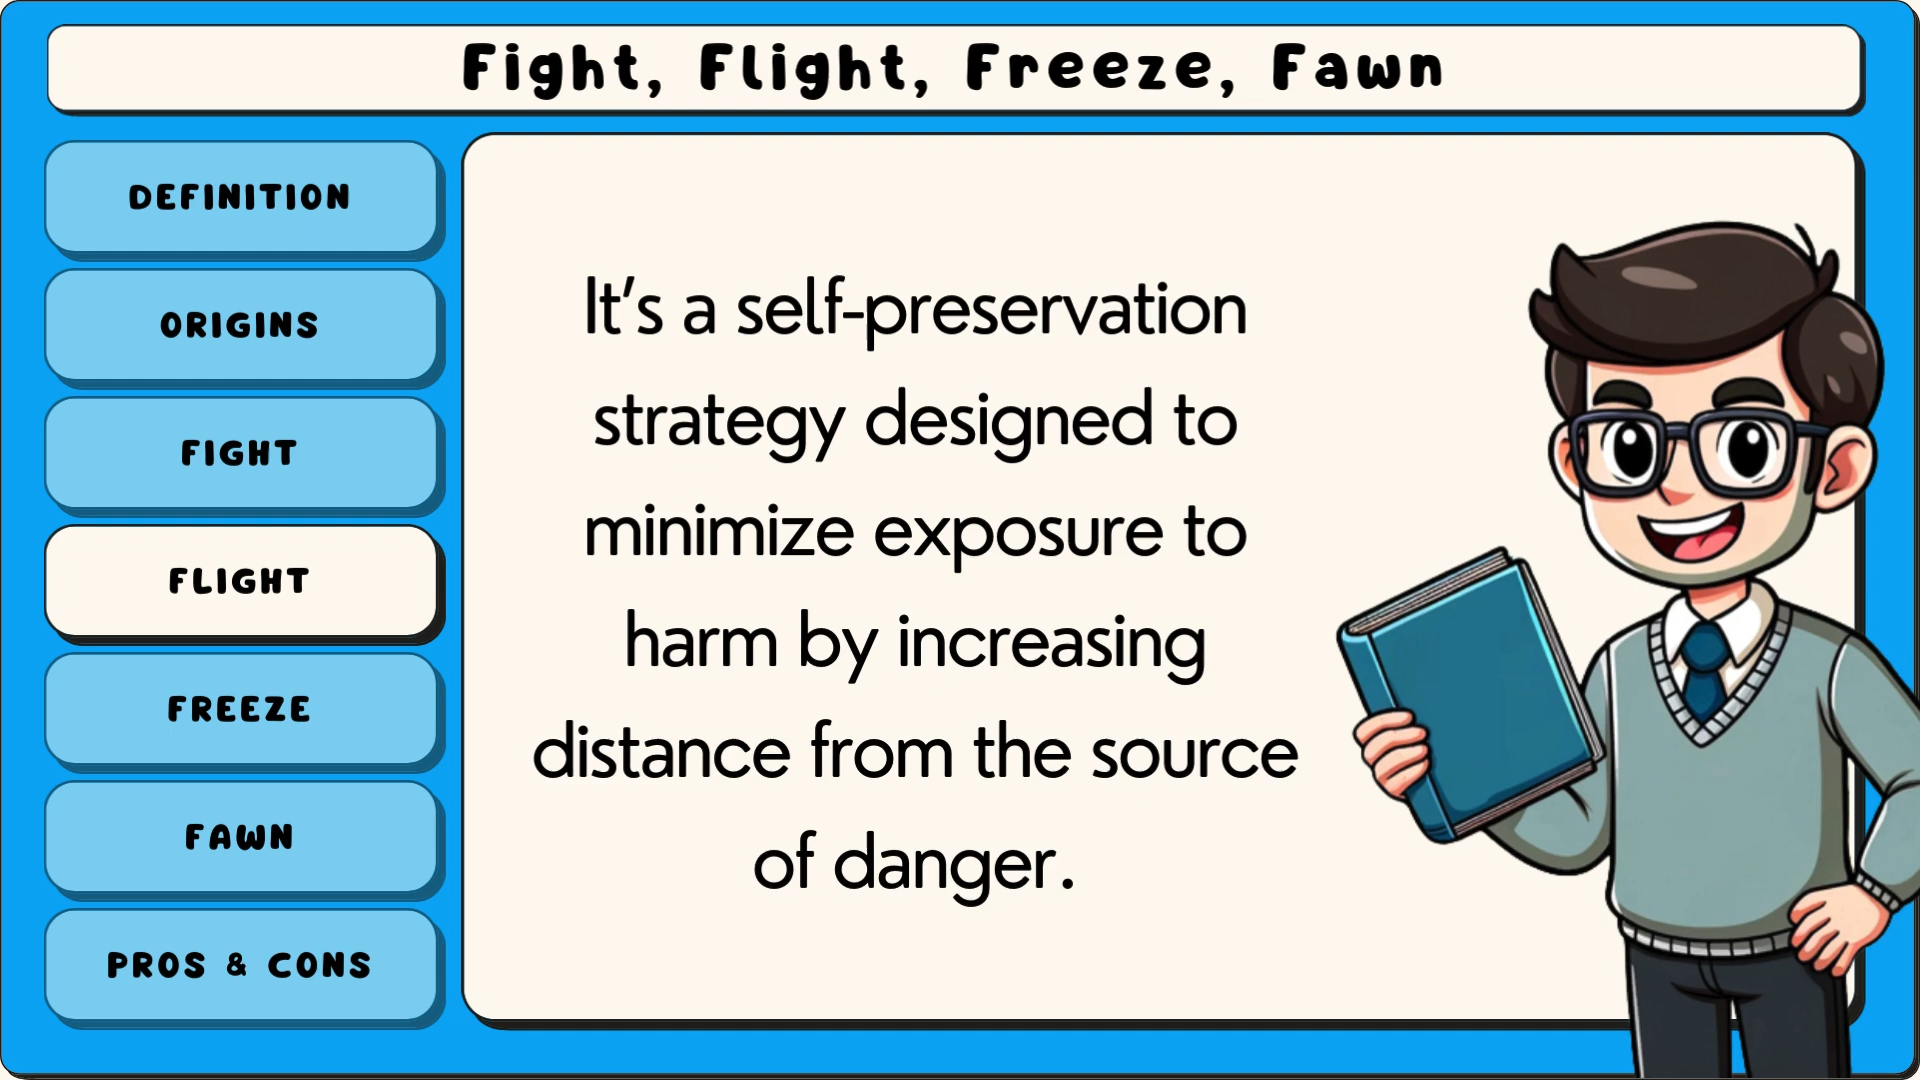 Fight, Flight, Freeze, Fawn
DEFINITION
ORIGINS
FIGHT
FLIGHT
FREEZE
FAWN
PROS & CONS
It's a self-preservation
strategy designed to
minimize exposure to
harm by increasing
distance from the source
of danger.